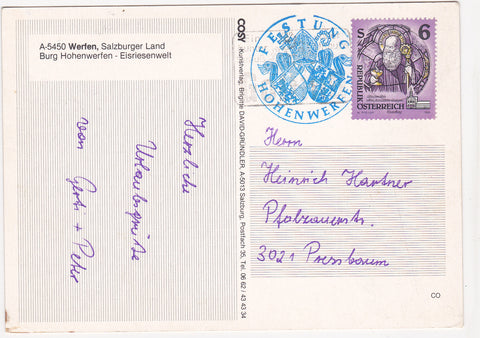 A-5450 Werfen, Salzburger Land
Burg Hohenwerfen - Eisriesenwelt
Herzliche
Urlaubsgrüße
von Gerti + Peter
COSY -Kunstverlag, Brigitte DAVID-GRÜNDLER, A-5013 Salzburg, Postfach 35, Tel. 06 62 / 43 43 34
FESTUNG
HOHENWERFEN
S 6
REPUBLIK
ÖSTERREICH
Herrn
Heinrich Hartner
Pfalzauerstr.
3021 Pressbaum
CO